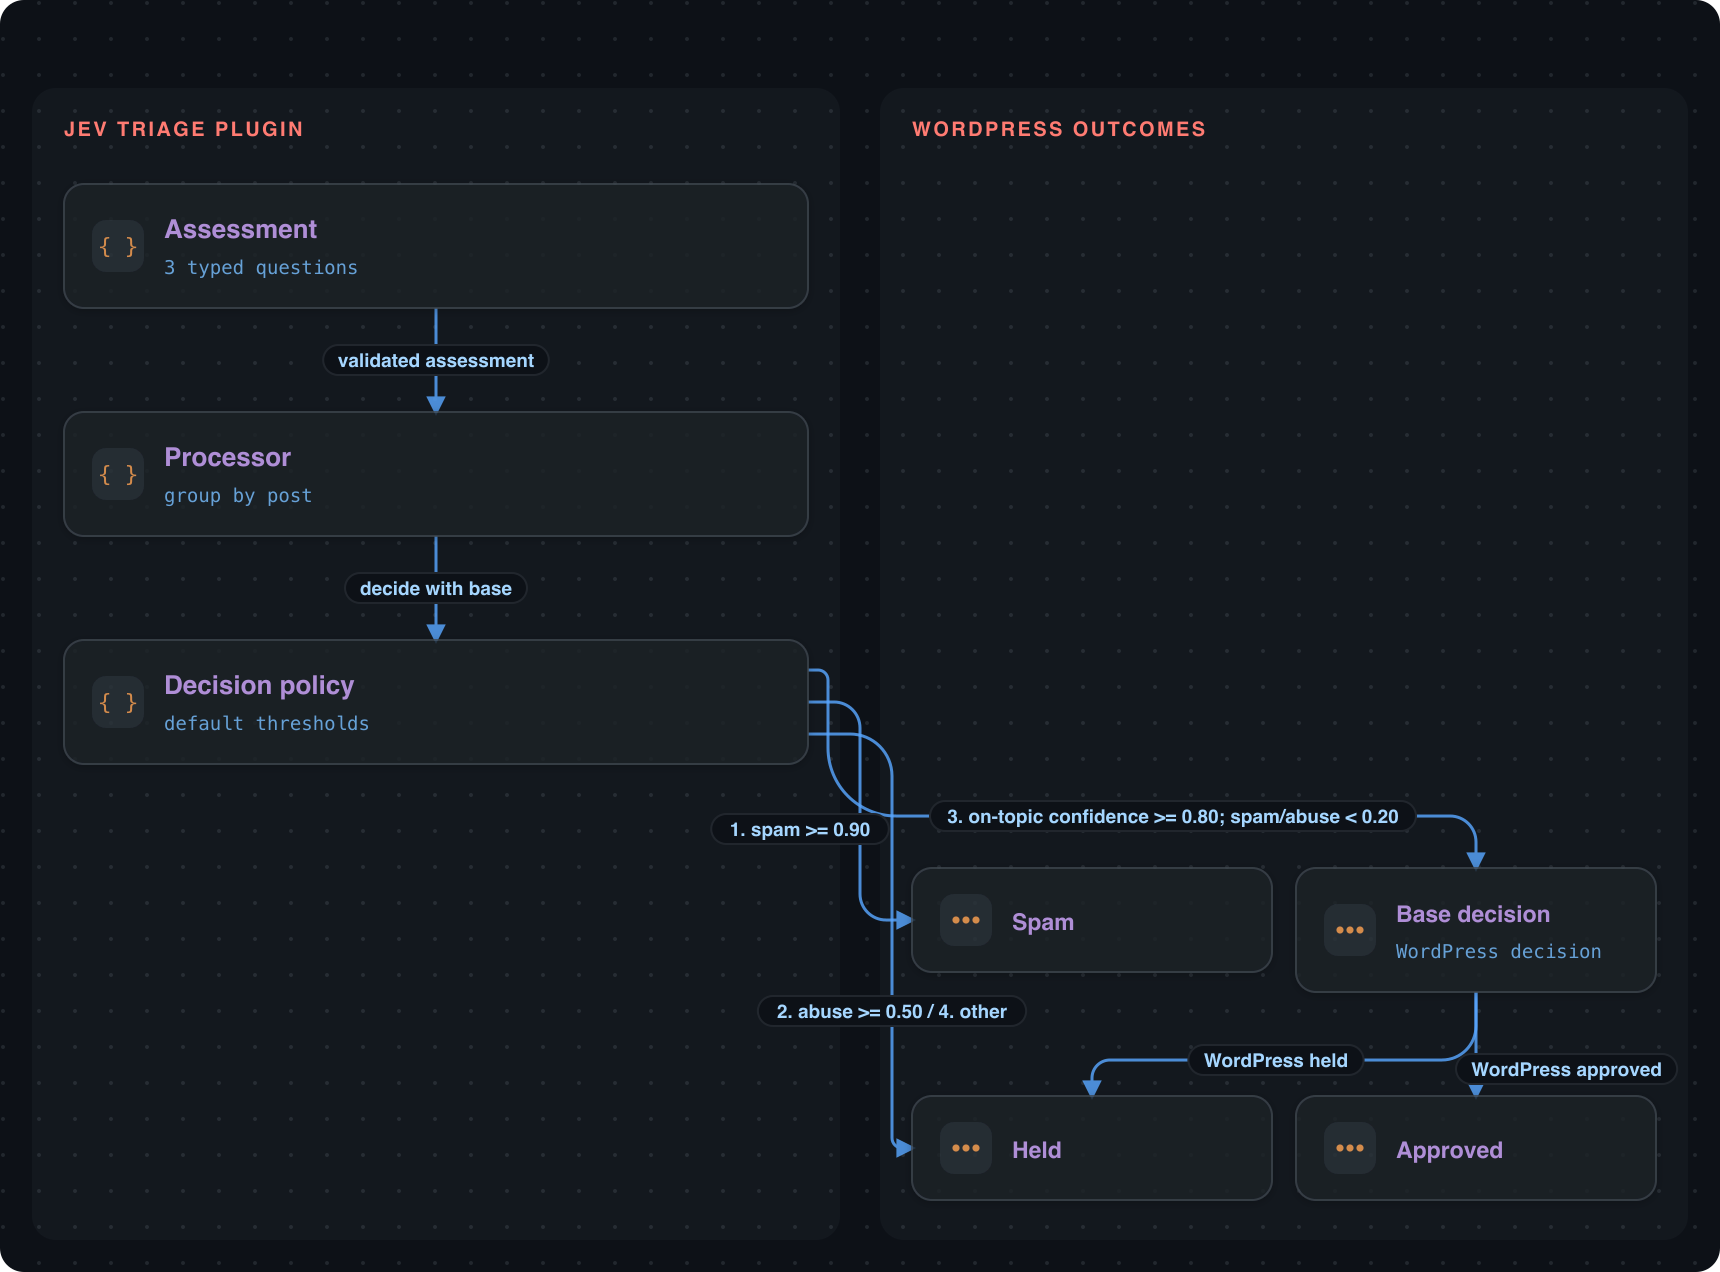 JEV TRIAGE PLUGIN
{ }
Assessment
3 typed questions
validated assessment
{ }
Processor
group by post
decide with base
{ }
Decision policy
default thresholds
WORDPRESS OUTCOMES
1. spam >= 0.90
3. on-topic confidence >= 0.80; spam/abuse < 0.20
Spam
Base decision
WordPress decision
2. abuse >= 0.50 / 4. other
WordPress held
WordPress approved
Held
Approved